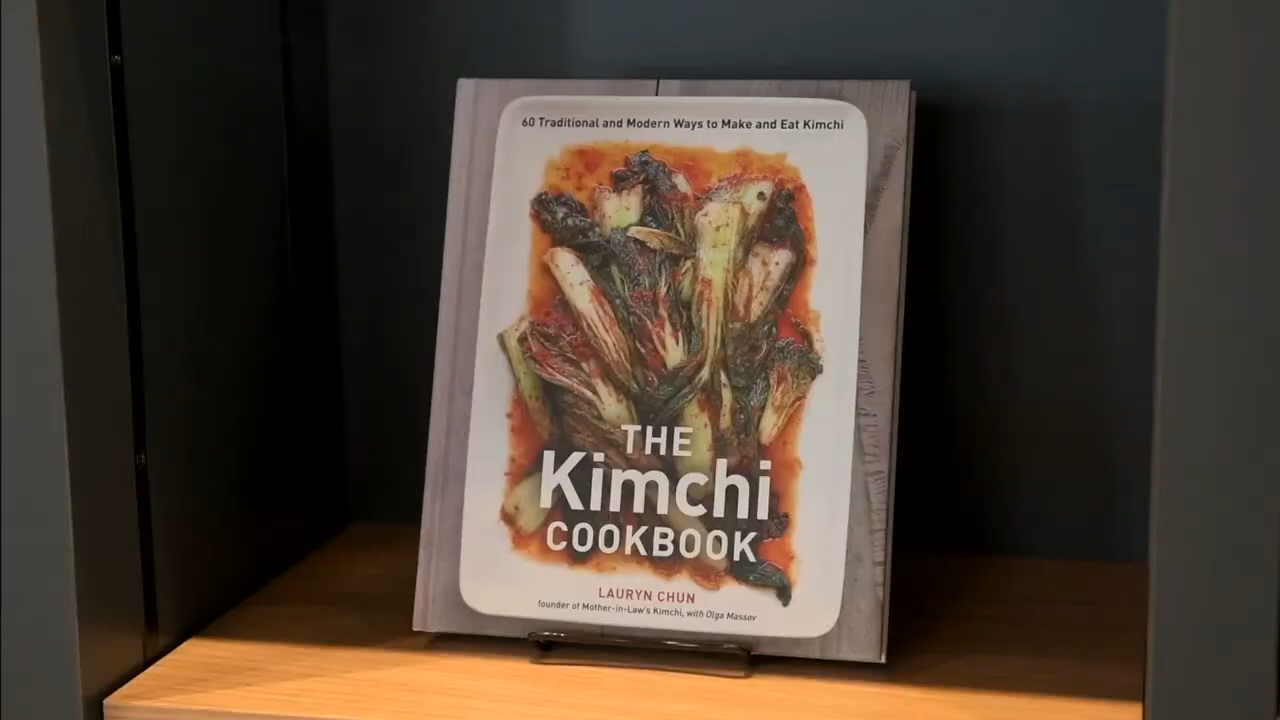 60 Traditional and Modern Ways to Make and Eat Kimchi
THE
Kimchi
COOKBOOK
LAURYN CHUN
founder of Mother-in-Law's Kimchi, with Olga Massov